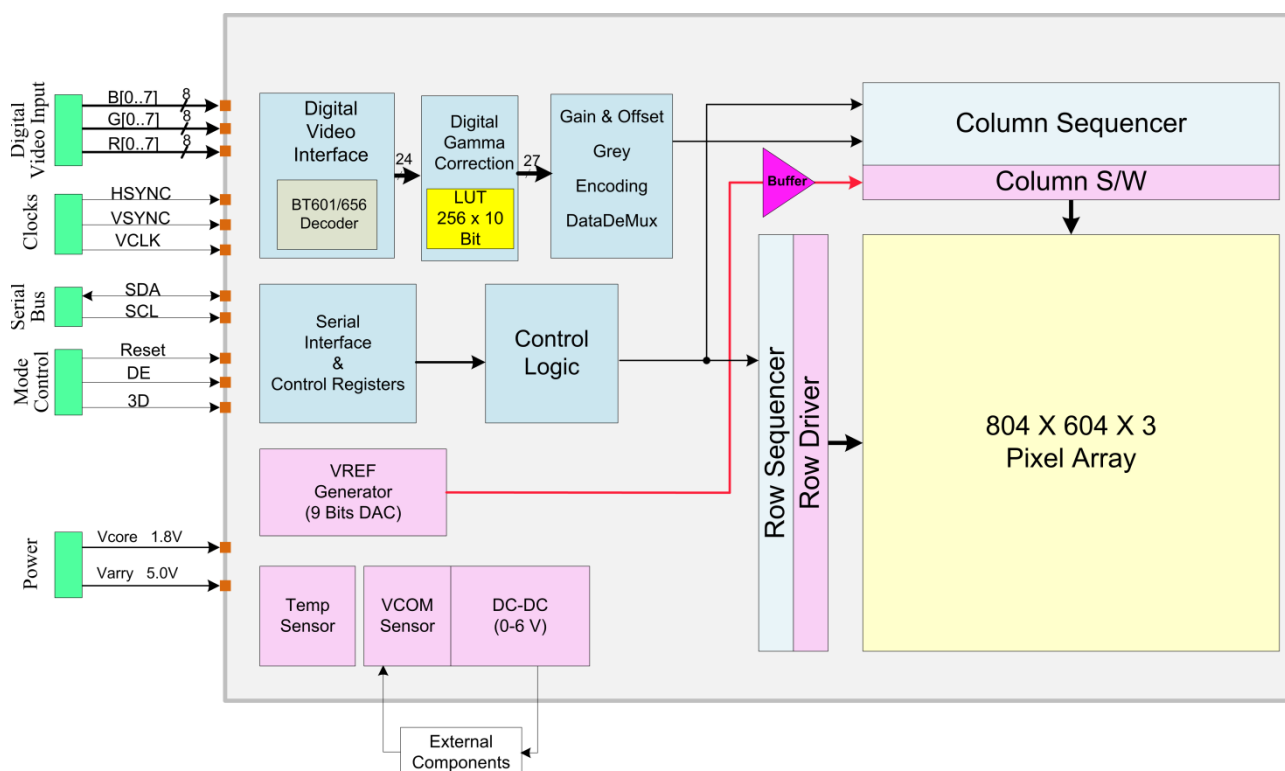 Digital
Video Input
B[0..7]
8
G[0..7]
8
R[0..7]
8
Clocks
HSYNC
VSYNC
VCLK
Serial
Bus
SDA
SCL
Mode
Control
Reset
DE
3D
Power
Vcore 1.8V
Varry 5.0V
Digital
Video
Interface
BT601/656
Decoder
24
Digital
Gamma
Correction
LUT
256 x 10
Bit
27
Gain & Offset
Grey
Encoding
DataDeMux
Buffer
Column Sequencer
Column S/W
Serial
Interface
&
Control Registers
Control
Logic
Row Sequencer
Row Driver
804 X 604 X 3
Pixel Array
VREF
Generator
(9 Bits DAC)
Temp
Sensor
VCOM
Sensor
DC-DC
(0-6 V)
External
Components